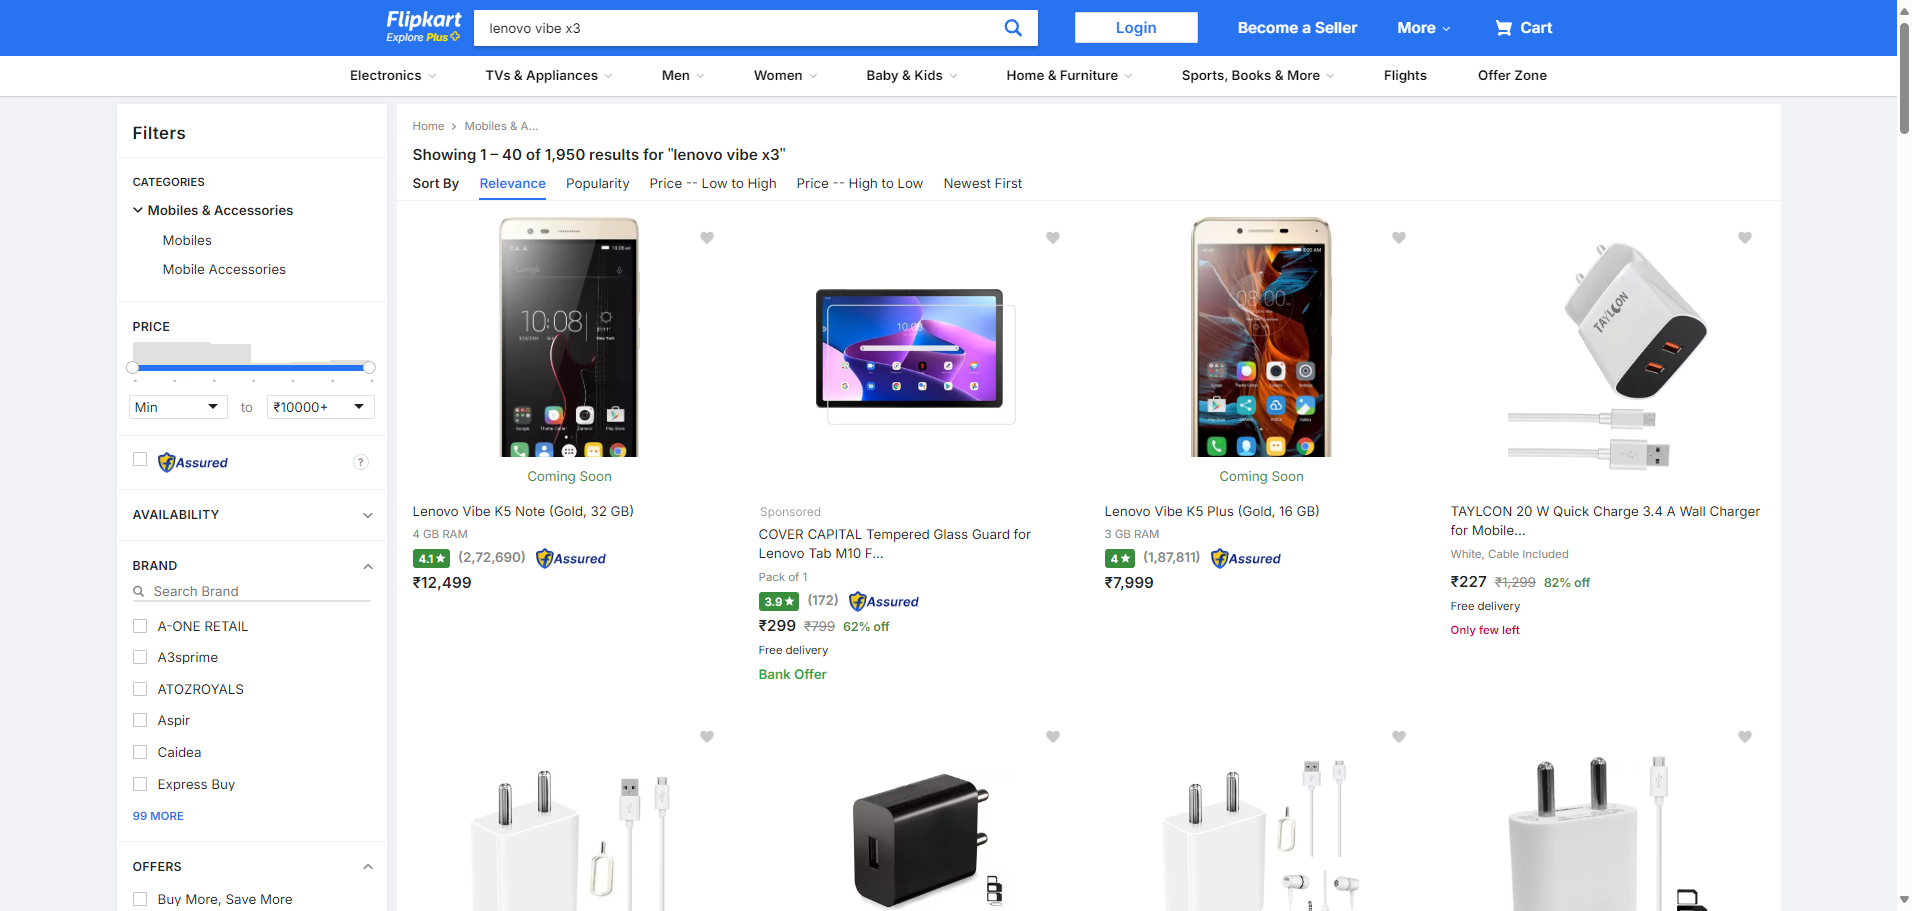 Flipkart
Explore Plus
lenovo vibe x3
Login
Become a Seller
More
Cart
Electronics
TVs & Appliances
Men
Women
Baby & Kids
Home & Furniture
Sports, Books & More
Flights
Offer Zone
Filters
CATEGORIES
Mobiles & Accessories
Mobiles
Mobile Accessories
PRICE
Min
to
₹10000+
Assured
?
AVAILABILITY
BRAND
Search Brand
A-ONE RETAIL
A3sprime
ATOZROYALS
Aspir
Caidea
Express Buy
99 MORE
OFFERS
Buy More, Save More
Home
Mobiles & A...
Showing 1 – 40 of 1,950 results for "lenovo vibe x3"
Sort By
Relevance
Popularity
Price -- Low to High
Price -- High to Low
Newest First
Google
10:08
Coming Soon
Lenovo Vibe K5 Note (Gold, 32 GB)
4 GB RAM
4.1
(2,72,690)
Assured
₹12,499
10:08
Sponsored
COVER CAPITAL Tempered Glass Guard for
Lenovo Tab M10 F...
Pack of 1
3.9
(172)
Assured
₹299 ₹799 62% off
Free delivery
Bank Offer
08:00
Coming Soon
Lenovo Vibe K5 Plus (Gold, 16 GB)
3 GB RAM
4
(1,87,811)
Assured
₹7,999
TAYLCON
TAYLCON 20 W Quick Charge 3.4 A Wall Charger
for Mobile...
White, Cable Included
₹227 ₹1,299 82% off
Free delivery
Only few left